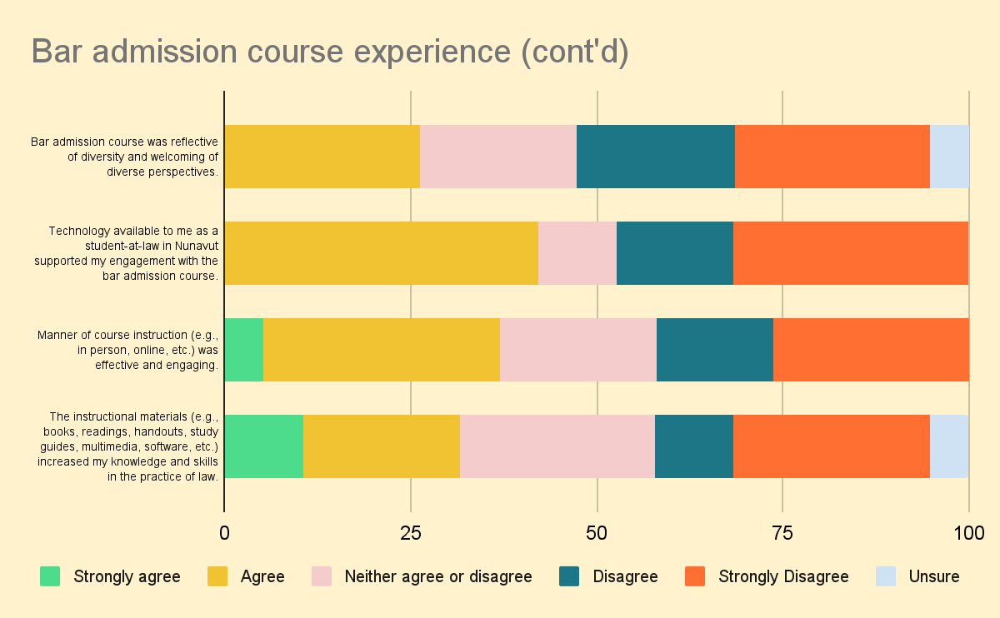 Bar admission course experience (cont'd)
Bar admission course was reflective
of diversity and welcoming of
diverse perspectives.
Technology available to me as a
student-at-law in Nunavut
supported my engagement with the
bar admission course.
Manner of course instruction (e.g.,
in person, online, etc.) was
effective and engaging.
The instructional materials (e.g.,
books, readings, handouts, study
guides, multimedia, software, etc.)
increased my knowledge and skills
in the practice of law.
0 25 50 75 100
Strongly agree Agree Neither agree or disagree Disagree Strongly Disagree Unsure